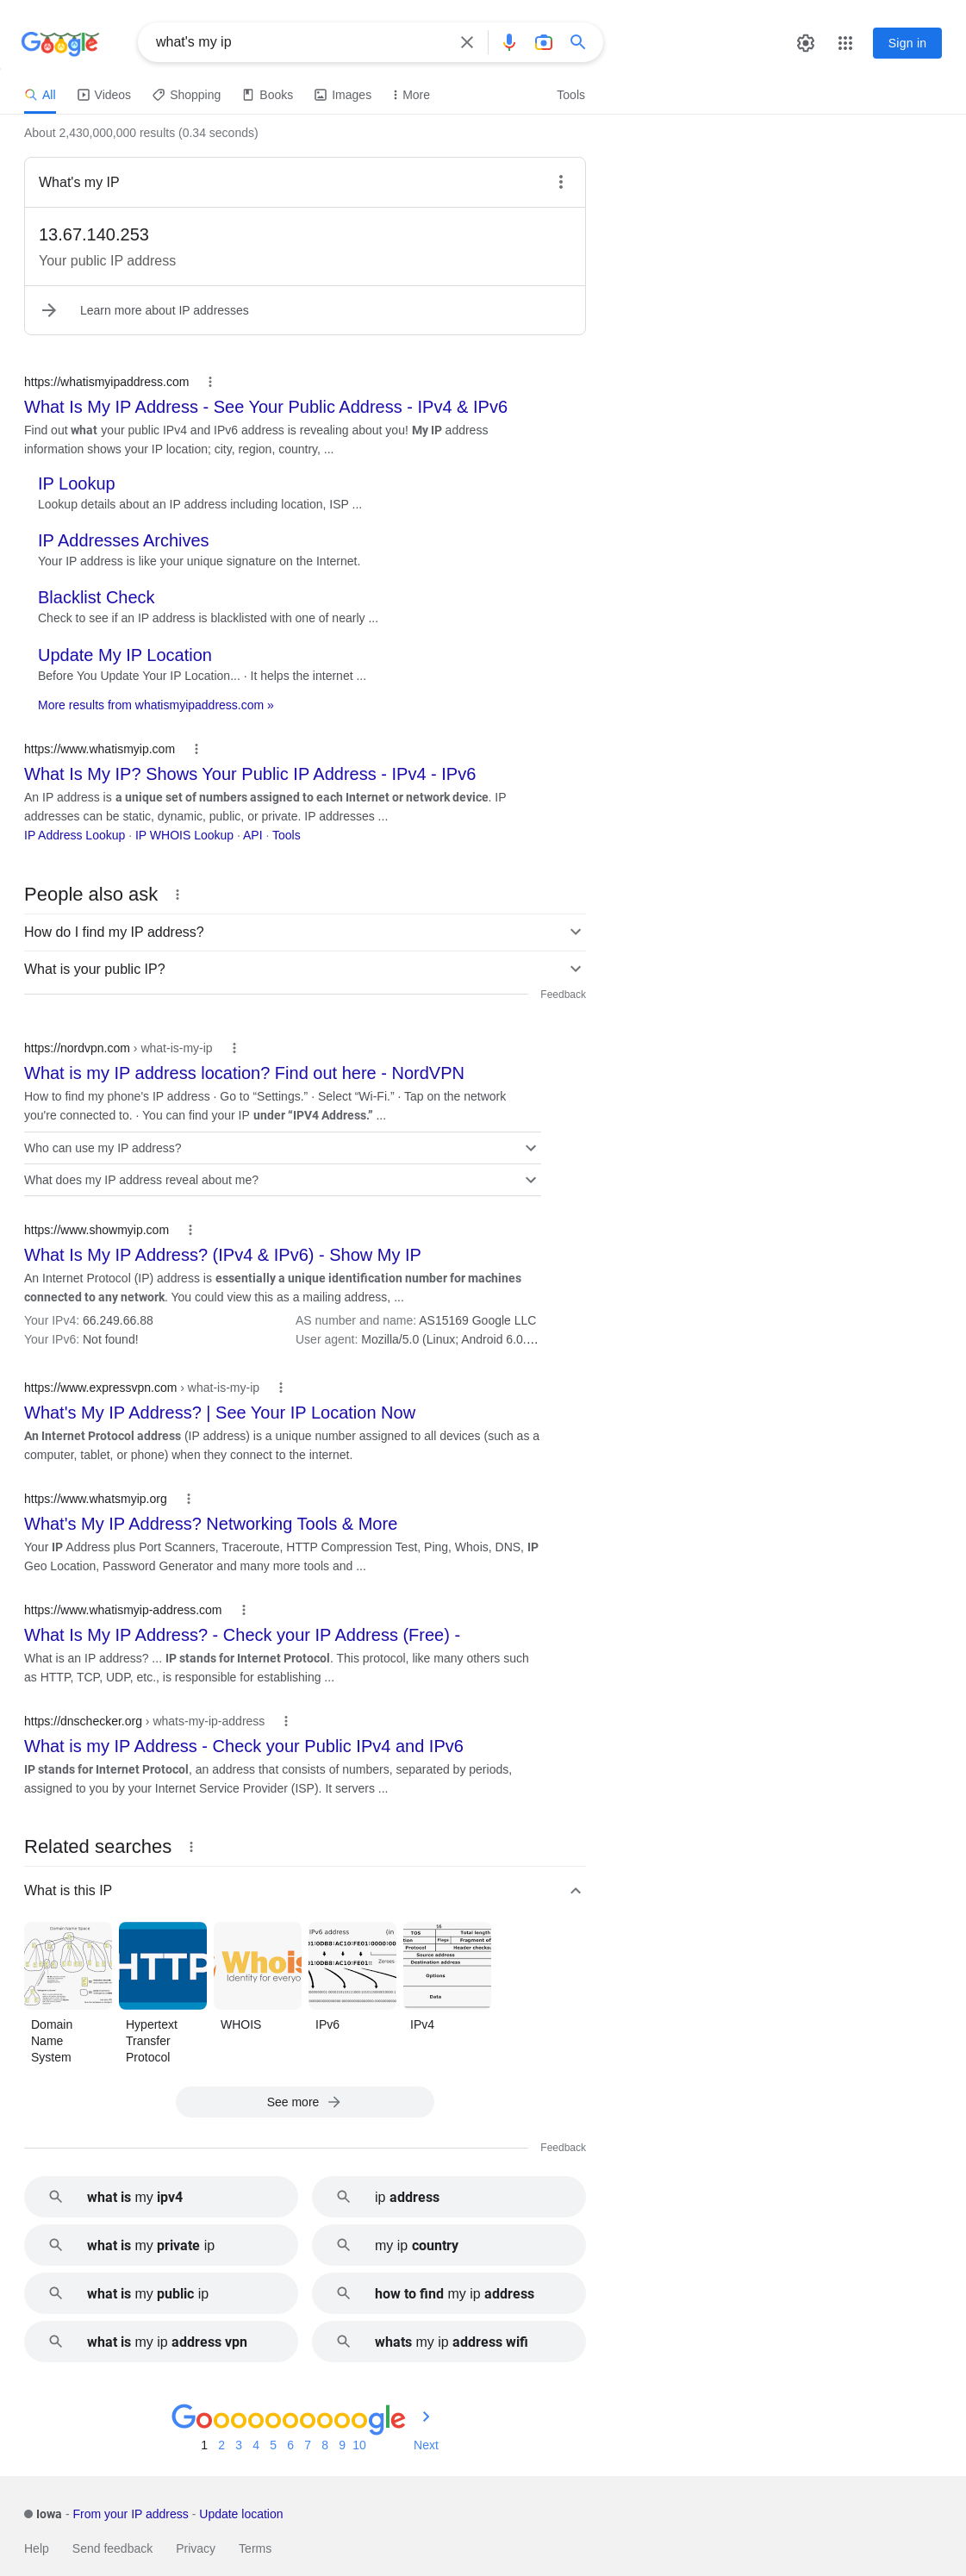 Google
what's my ip
Sign in
All Videos Shopping Books Images More Tools
About 2,430,000,000 results (0.34 seconds)
What's my IP
13.67.140.253
Your public IP address
Learn more about IP addresses
https://whatismyipaddress.com
What Is My IP Address - See Your Public Address - IPv4 & IPv6
Find out what your public IPv4 and IPv6 address is revealing about you! My IP address
information shows your IP location; city, region, country, ...
IP Lookup
Lookup details about an IP address including location, ISP ...
IP Addresses Archives
Your IP address is like your unique signature on the Internet.
Blacklist Check
Check to see if an IP address is blacklisted with one of nearly ...
Update My IP Location
Before You Update Your IP Location... · It helps the internet ...
More results from whatismyipaddress.com »
https://www.whatismyip.com
What Is My IP? Shows Your Public IP Address - IPv4 - IPv6
An IP address is a unique set of numbers assigned to each Internet or network device. IP
addresses can be static, dynamic, public, or private. IP addresses ...
IP Address Lookup · IP WHOIS Lookup · API · Tools
People also ask
How do I find my IP address?
What is your public IP?
Feedback
https://nordvpn.com › what-is-my-ip
What is my IP address location? Find out here - NordVPN
How to find my phone's IP address · Go to “Settings.” · Select “Wi-Fi.” · Tap on the network
you're connected to. · You can find your IP under “IPV4 Address.” ...
Who can use my IP address?
What does my IP address reveal about me?
https://www.showmyip.com
What Is My IP Address? (IPv4 & IPv6) - Show My IP
An Internet Protocol (IP) address is essentially a unique identification number for machines
connected to any network. You could view this as a mailing address, ...
Your IPv4: 66.249.66.88 AS number and name: AS15169 Google LLC
Your IPv6: Not found! User agent: Mozilla/5.0 (Linux; Android 6.0....
https://www.expressvpn.com › what-is-my-ip
What's My IP Address? | See Your IP Location Now
An Internet Protocol address (IP address) is a unique number assigned to all devices (such as a
computer, tablet, or phone) when they connect to the internet.
https://www.whatsmyip.org
What's My IP Address? Networking Tools & More
Your IP Address plus Port Scanners, Traceroute, HTTP Compression Test, Ping, Whois, DNS, IP
Geo Location, Password Generator and many more tools and ...
https://www.whatismyip-address.com
What Is My IP Address? - Check your IP Address (Free) -
What is an IP address? ... IP stands for Internet Protocol. This protocol, like many others such
as HTTP, TCP, UDP, etc., is responsible for establishing ...
https://dnschecker.org › whats-my-ip-address
What is my IP Address - Check your Public IPv4 and IPv6
IP stands for Internet Protocol, an address that consists of numbers, separated by periods,
assigned to you by your Internet Service Provider (ISP). It servers ...
Related searches
What is this IP
Domain Name Space
HTTP
Whois
Identity for everyo
IPv6 address (in
Zeroes
16
TOS Total length
Flags Fragment of
Protocol Header checks
Source address
Destination address
Options
Data
Domain Name System
Hypertext Transfer Protocol
WHOIS
IPv6
IPv4
See more
Feedback
what is my ipv4
ip address
what is my private ip
my ip country
what is my public ip
how to find my ip address
what is my ip address vpn
whats my ip address wifi
Goooooooooogle
1 2 3 4 5 6 7 8 9 10 Next
Iowa - From your IP address - Update location
Help Send feedback Privacy Terms